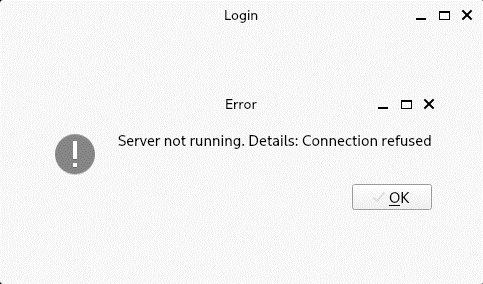 Login
Error
Server not running. Details: Connection refused
OK